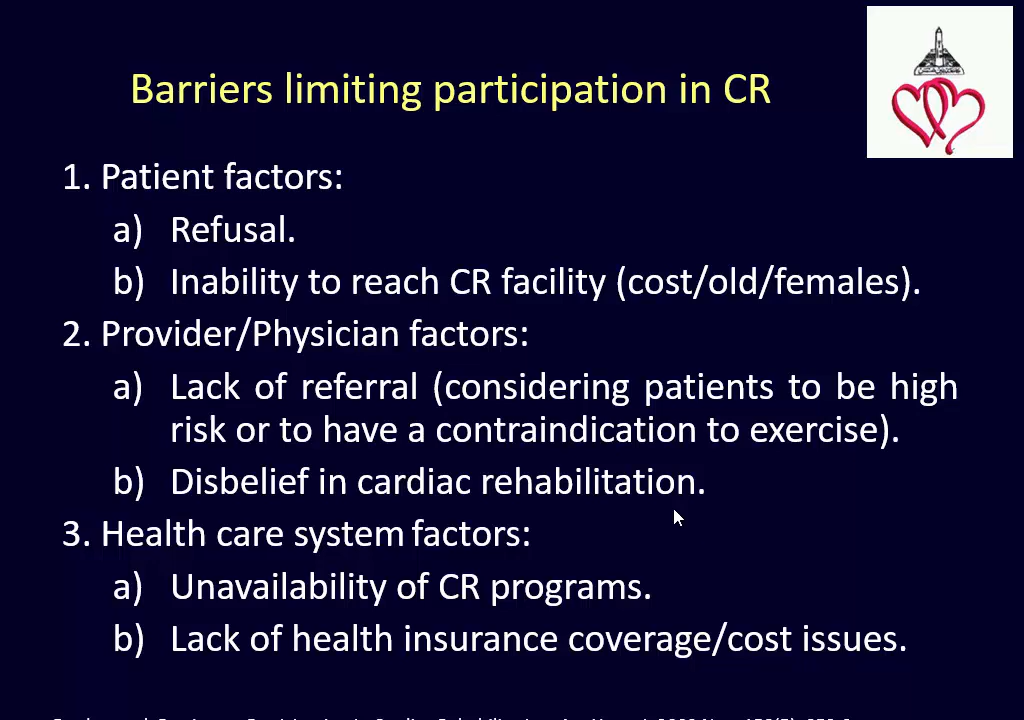 Barriers limiting participation in CR
1. Patient factors:
a) Refusal.
b) Inability to reach CR facility (cost/old/females).
2. Provider/Physician factors:
a) Lack of referral (considering patients to be high
risk or to have a contraindication to exercise).
b) Disbelief in cardiac rehabilitation.
3. Health care system factors:
a) Unavailability of CR programs.
b) Lack of health insurance coverage/cost issues.